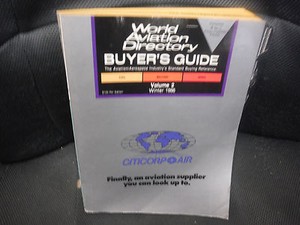 World
Aviation
Directory
BUYER'S GUIDE
The Aviation/Aerospace Industry's Standard Buying Reference
Volume 2
Winter 1998
CITICORP AIR
Finally, an aviation supplier
you can look up to.